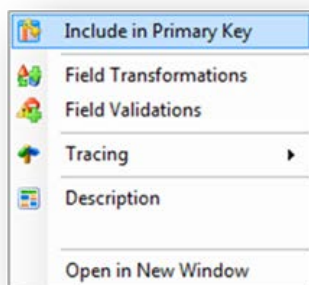 Include in Primary Key
Field Transformations
Field Validations
Tracing
Description
Open in New Window